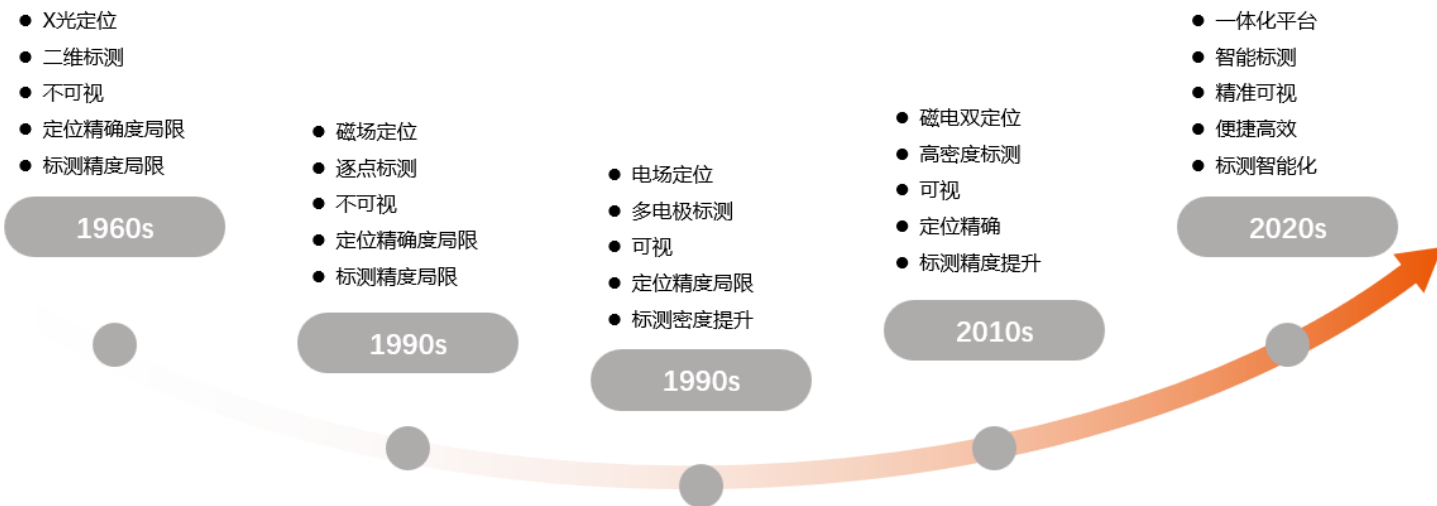 ● X光定位
● 二维标测
● 不可视
● 定位精确度局限
● 标测精度局限
1960s
● 磁场定位
● 逐点标测
● 不可视
● 定位精确度局限
● 标测精度局限
1990s
● 电场定位
● 多电极标测
● 可视
● 定位精度局限
● 标测密度提升
1990s
● 磁电双定位
● 高密度标测
● 可视
● 定位精确
● 标测精度提升
2010s
● 一体化平台
● 智能标测
● 精准可视
● 便捷高效
● 标测智能化
2020s